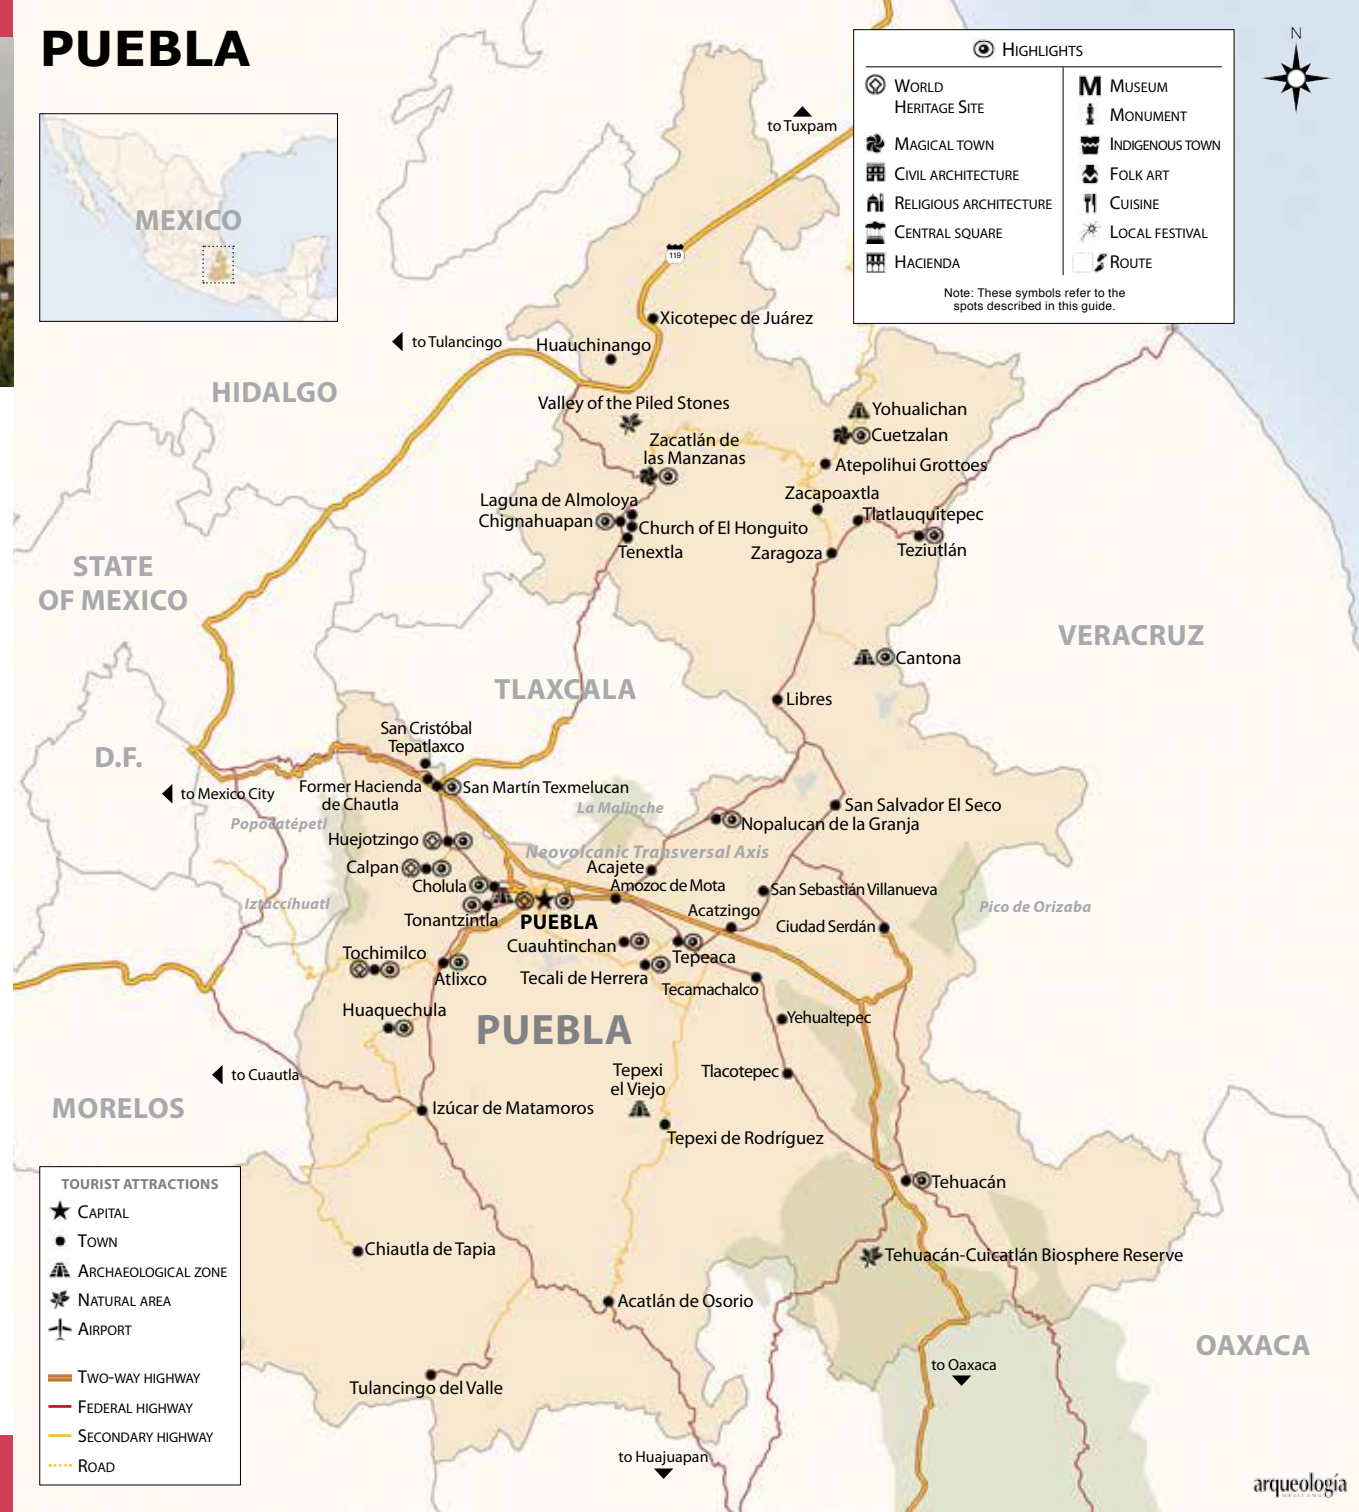 PUEBLA
MEXICO
HIGHLIGHTS
WORLD
HERITAGE SITE
MAGICAL TOWN
CIVIL ARCHITECTURE
RELIGIOUS ARCHITECTURE
CENTRAL SQUARE
HACIENDA
MUSEUM
MONUMENT
INDIGENOUS TOWN
FOLK ART
CUISINE
LOCAL FESTIVAL
ROUTE
Note: These symbols refer to the
spots described in this guide.
N
to Tuxpam
119
Xicotepec de Juárez
to Tulancingo
Huauchinango
HIDALGO
Valley of the Piled Stones
Yohualichan
Cuetzalan
Zacatlán de
las Manzanas
Atepolihui Grottoes
Laguna de Almoloya
Zacapoaxtla
Chignahuapan
Tlatlauquitepec
Church of El Honguito
Tenextla
Zaragoza
Teziutlán
STATE
OF MEXICO
VERACRUZ
Cantona
TLAXCALA
Libres
San Cristóbal
Tepatlaxco
D.F.
Former Hacienda
de Chautla
San Martín Texmelucan
to Mexico City
La Malinche
San Salvador El Seco
Popocatépetl
Nopalucan de la Granja
Huejotzingo
Neovolcanic Transversal Axis
Calpan
Acajete
Cholula
Amozoc de Mota
San Sebastián Villanueva
Iztaccíhuatl
Pico de Orizaba
Tonantzintla
PUEBLA
Acatzingo
Ciudad Serdán
Cuauhtinchan
Tochimilco
Tepeaca
Atlixco
Tecali de Herrera
Tecamachalco
Huaquechula
PUEBLA
Yehualtepec
to Cuautla
Tepexi
el Viejo
Tlacotepec
MORELOS
Izúcar de Matamoros
Tepexi de Rodríguez
Tehuacán
Chiautla de Tapia
Tehuacán-Cuicatlán Biosphere Reserve
Acatlán de Osorio
OAXACA
to Oaxaca
Tulancingo del Valle
to Huajuapan
TOURIST ATTRACTIONS
CAPITAL
TOWN
ARCHAEOLOGICAL ZONE
NATURAL AREA
AIRPORT
TWO-WAY HIGHWAY
FEDERAL HIGHWAY
SECONDARY HIGHWAY
ROAD
arqueología